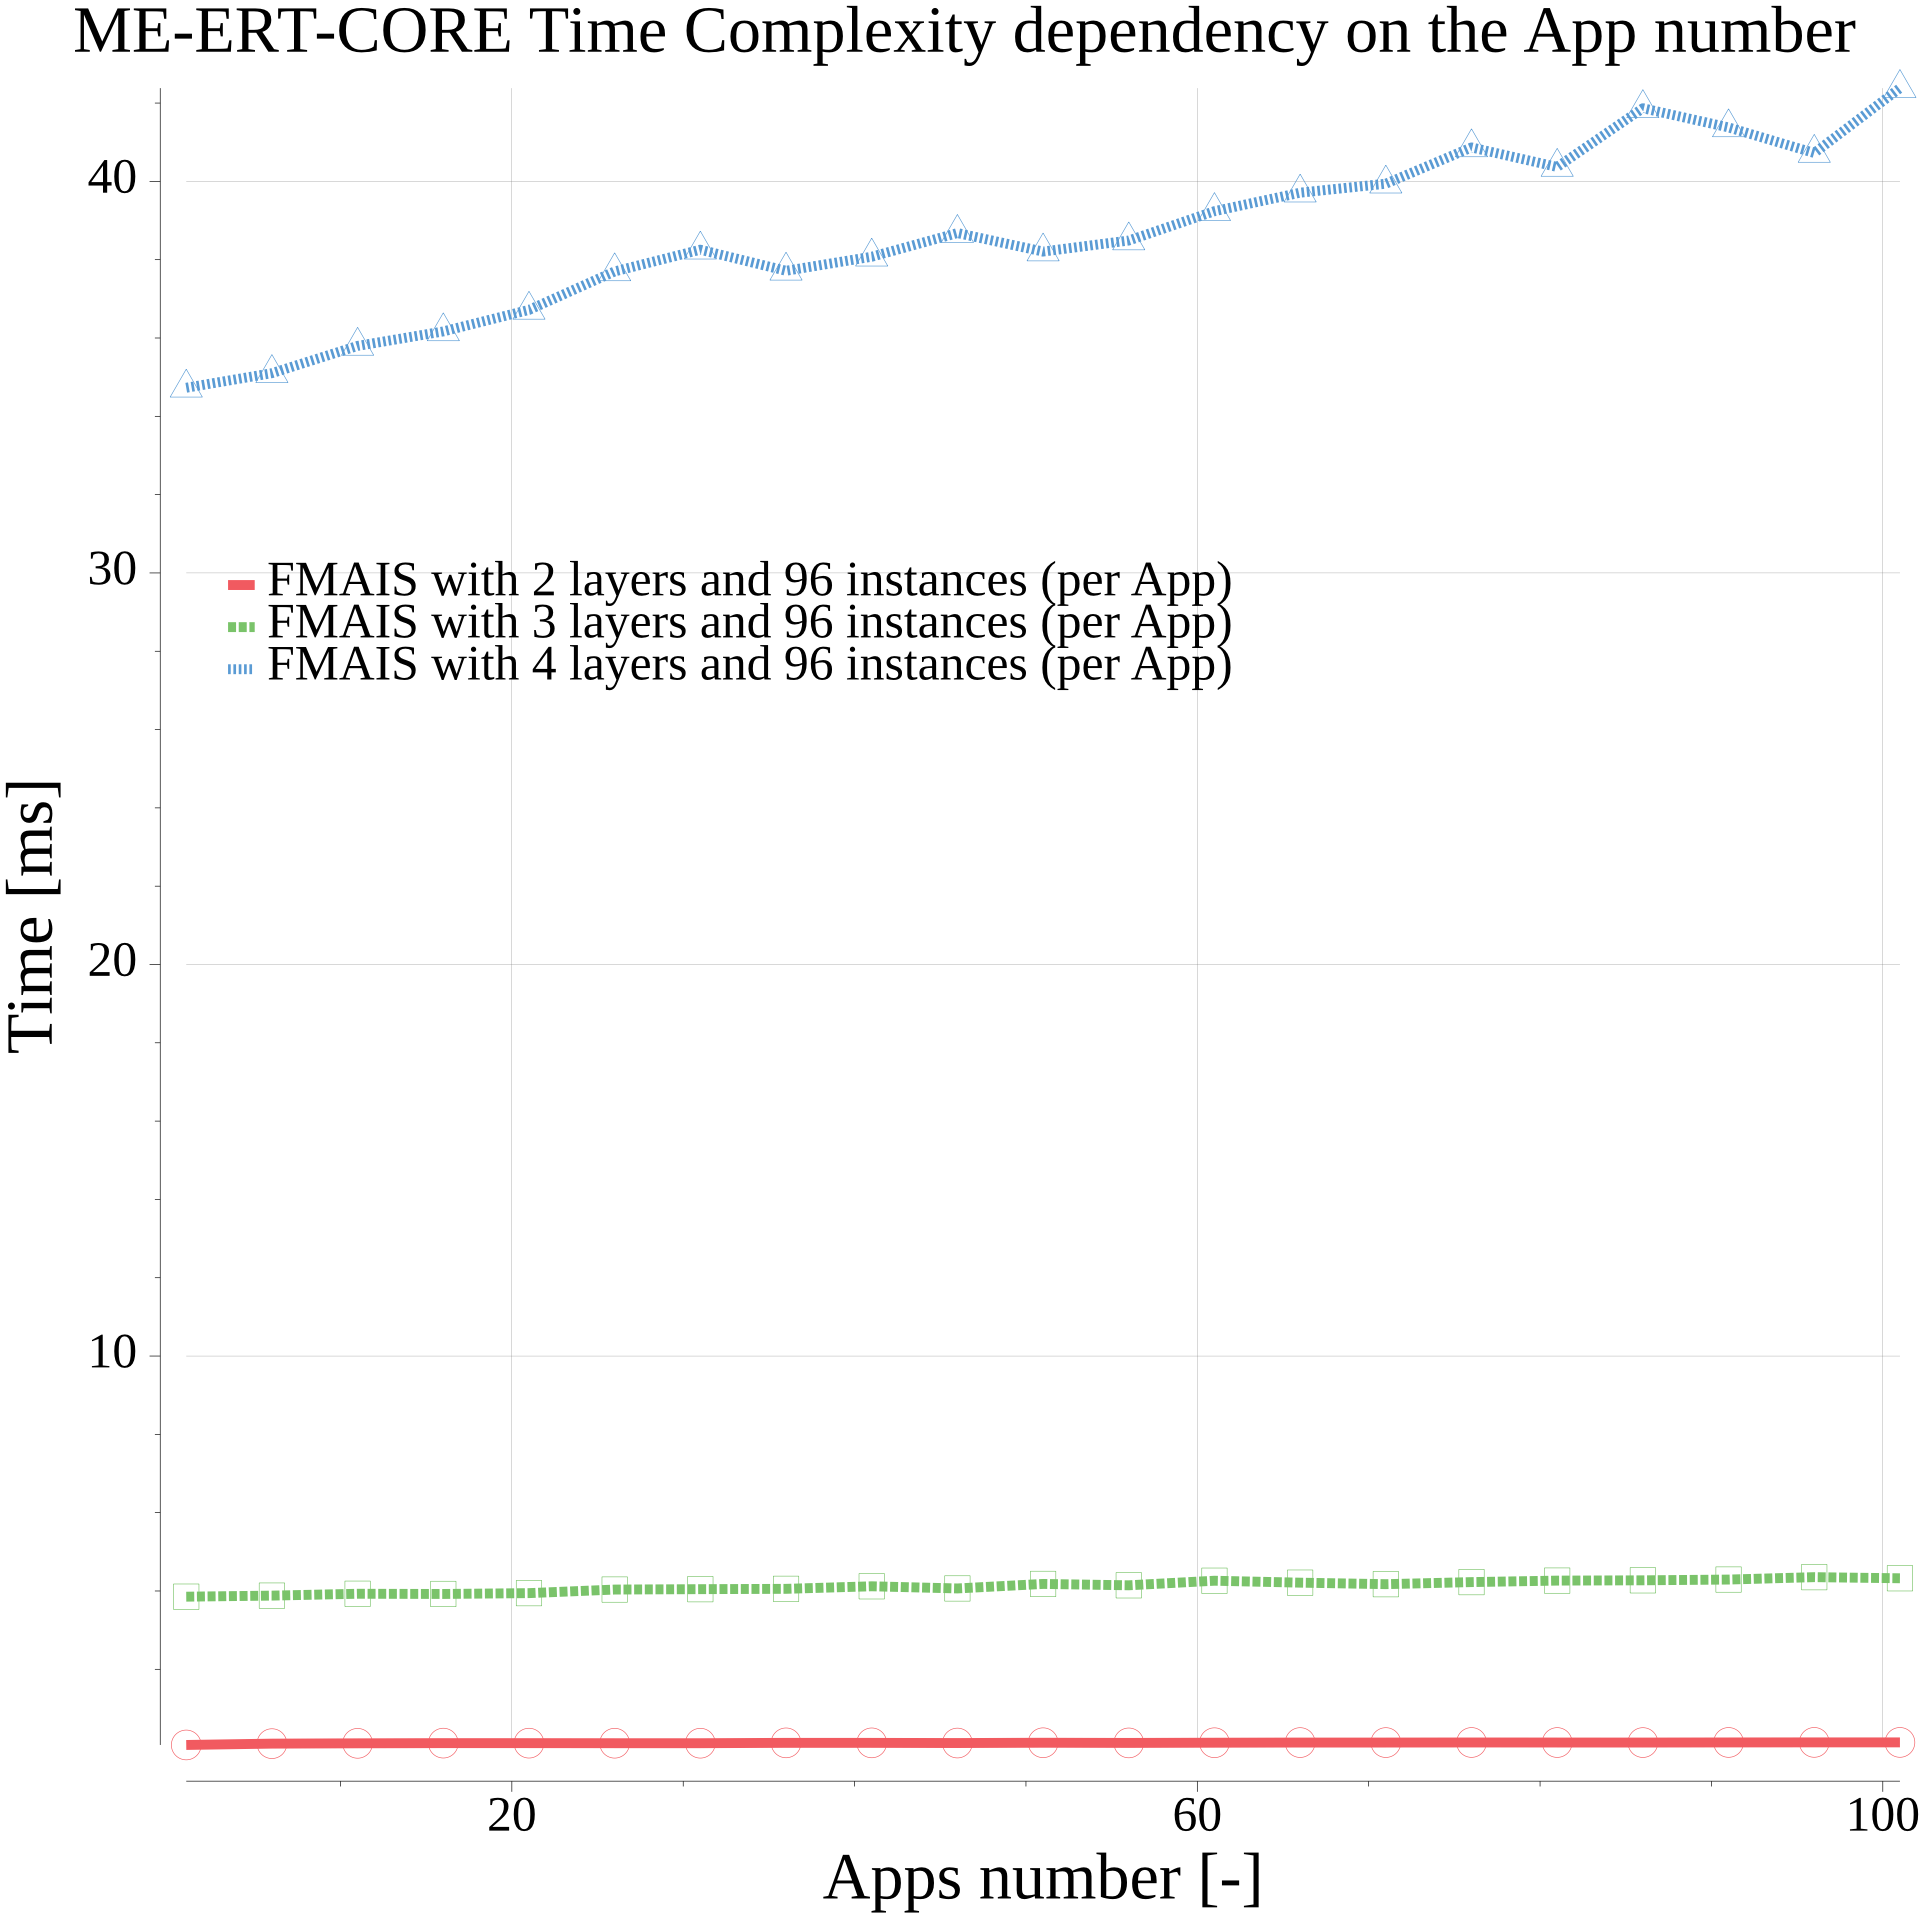 ME-ERT-CORE Time Complexity dependency on the App number
40
30
20
10
Time [ms]
FMAIS with 2 layers and 96 instances (per App)
FMAIS with 3 layers and 96 instances (per App)
FMAIS with 4 layers and 96 instances (per App)
20 60 100
Apps number [-]